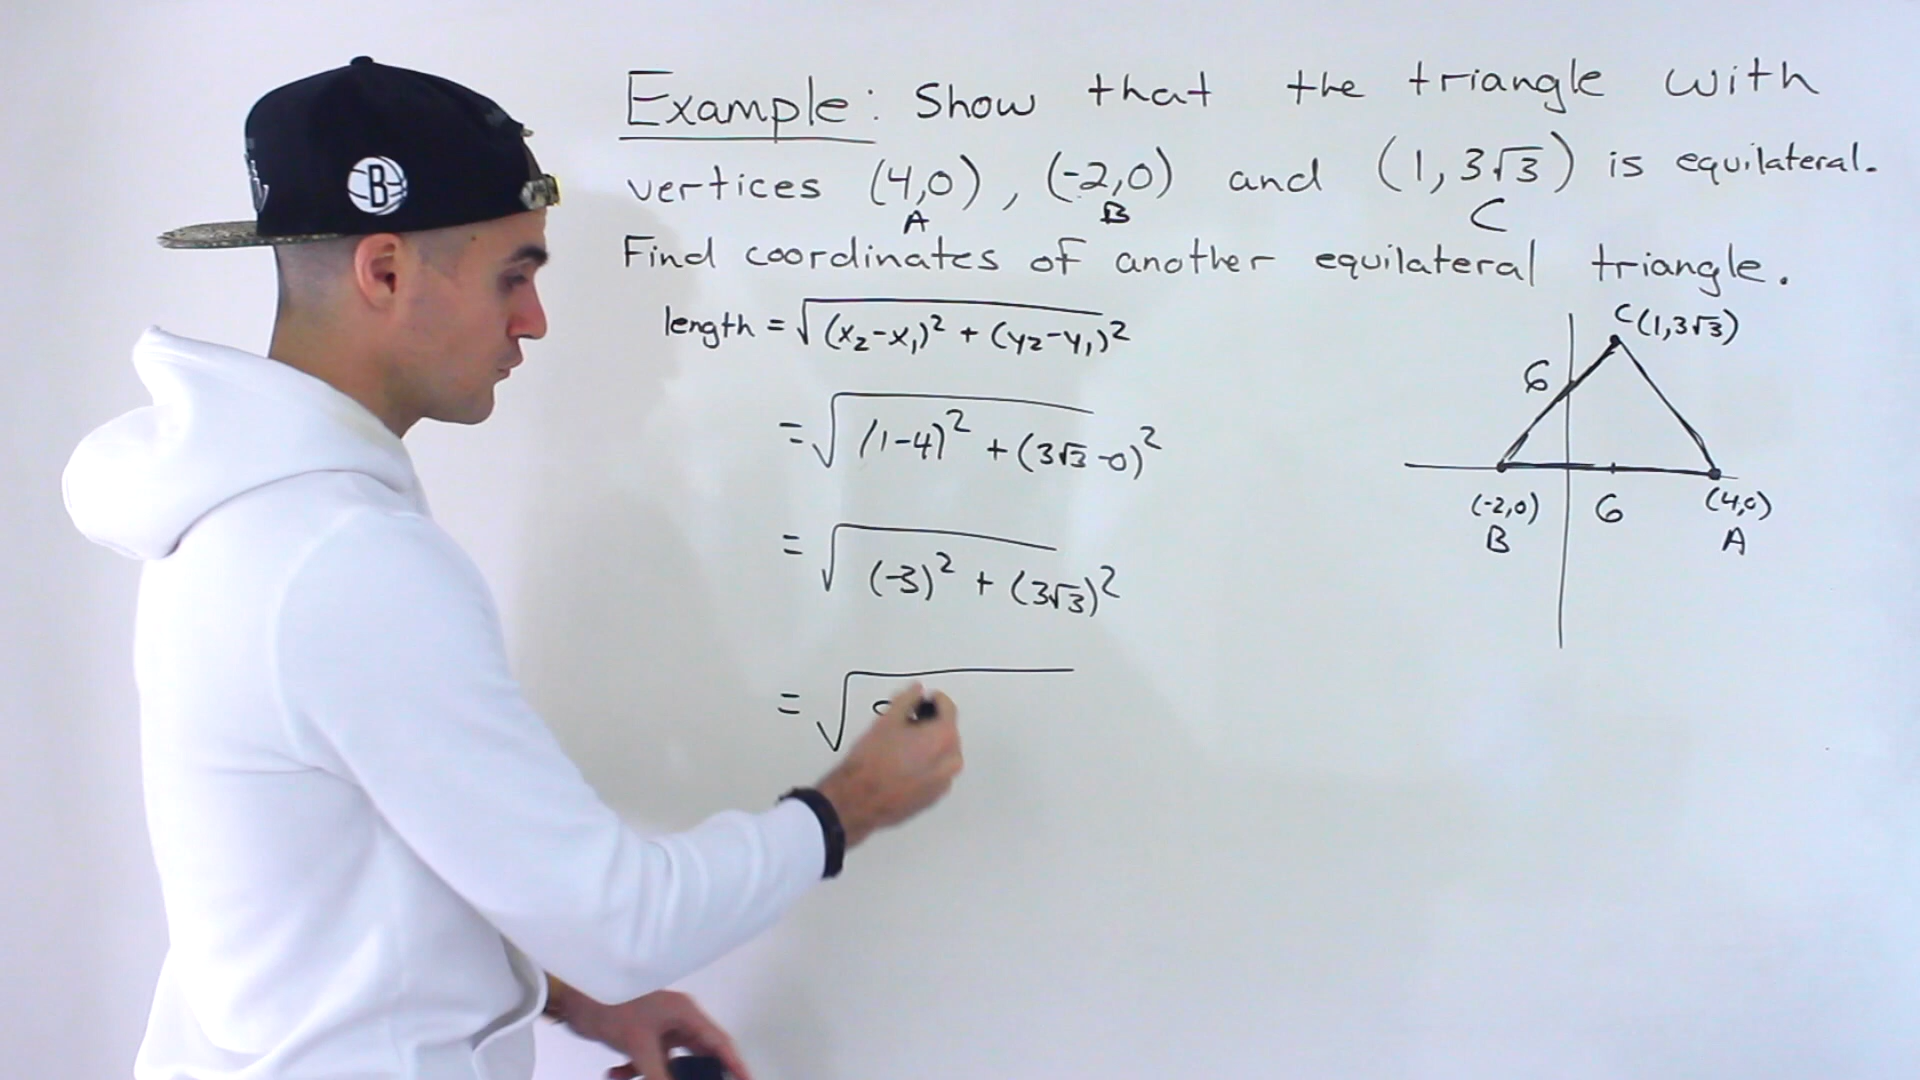 Example: Show that the triangle with
vertices (4,0), (-2,0) and (1, 3√3) is equilateral.
A B C
Find coordinates of another equilateral triangle.
length = √(x₂-x₁)² + (y₂-y₁)²
= √(1-4)² + (3√3-0)²
= √(-3)² + (3√3)²
= √
C(1,3√3)
6
(-2,0) 6 (4,0)
B A
B